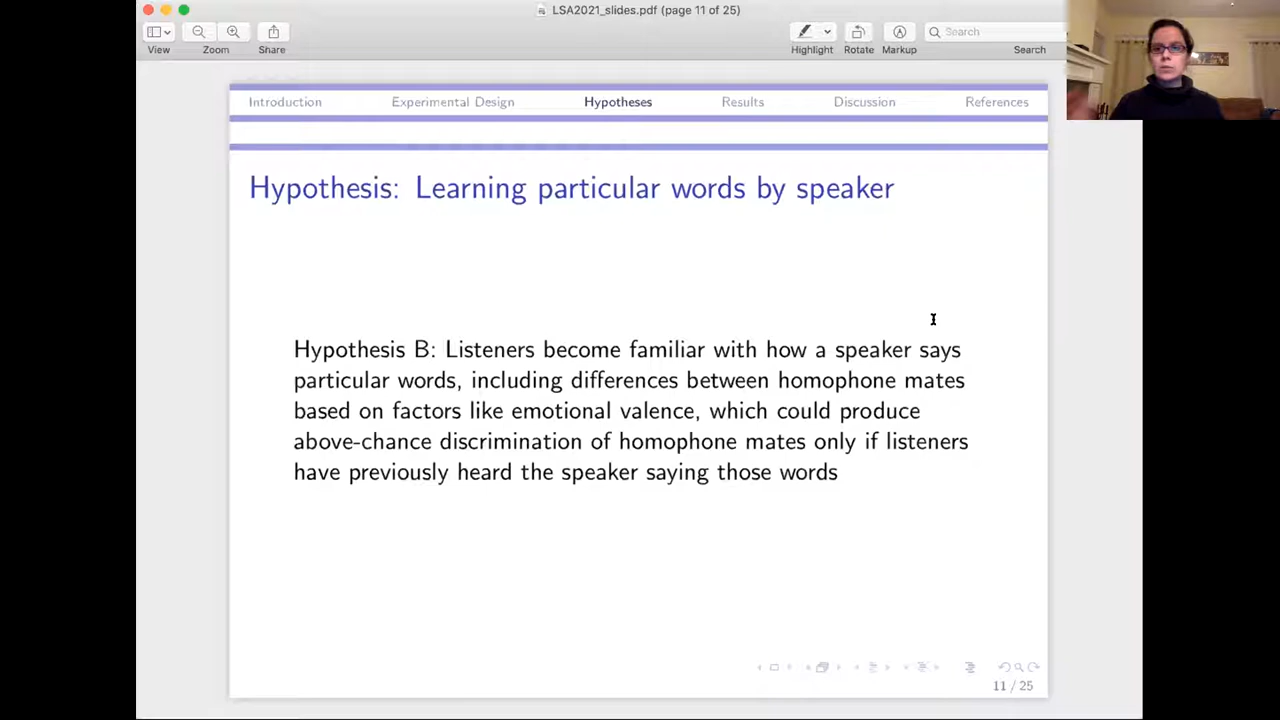 LSA2021_slides.pdf (page 11 of 25)
View Zoom Share Highlight Rotate Markup Search
Search
Introduction Experimental Design Hypotheses Results Discussion References
Hypothesis: Learning particular words by speaker
Hypothesis B: Listeners become familiar with how a speaker says
particular words, including differences between homophone mates
based on factors like emotional valence, which could produce
above-chance discrimination of homophone mates only if listeners
have previously heard the speaker saying those words
11 / 25